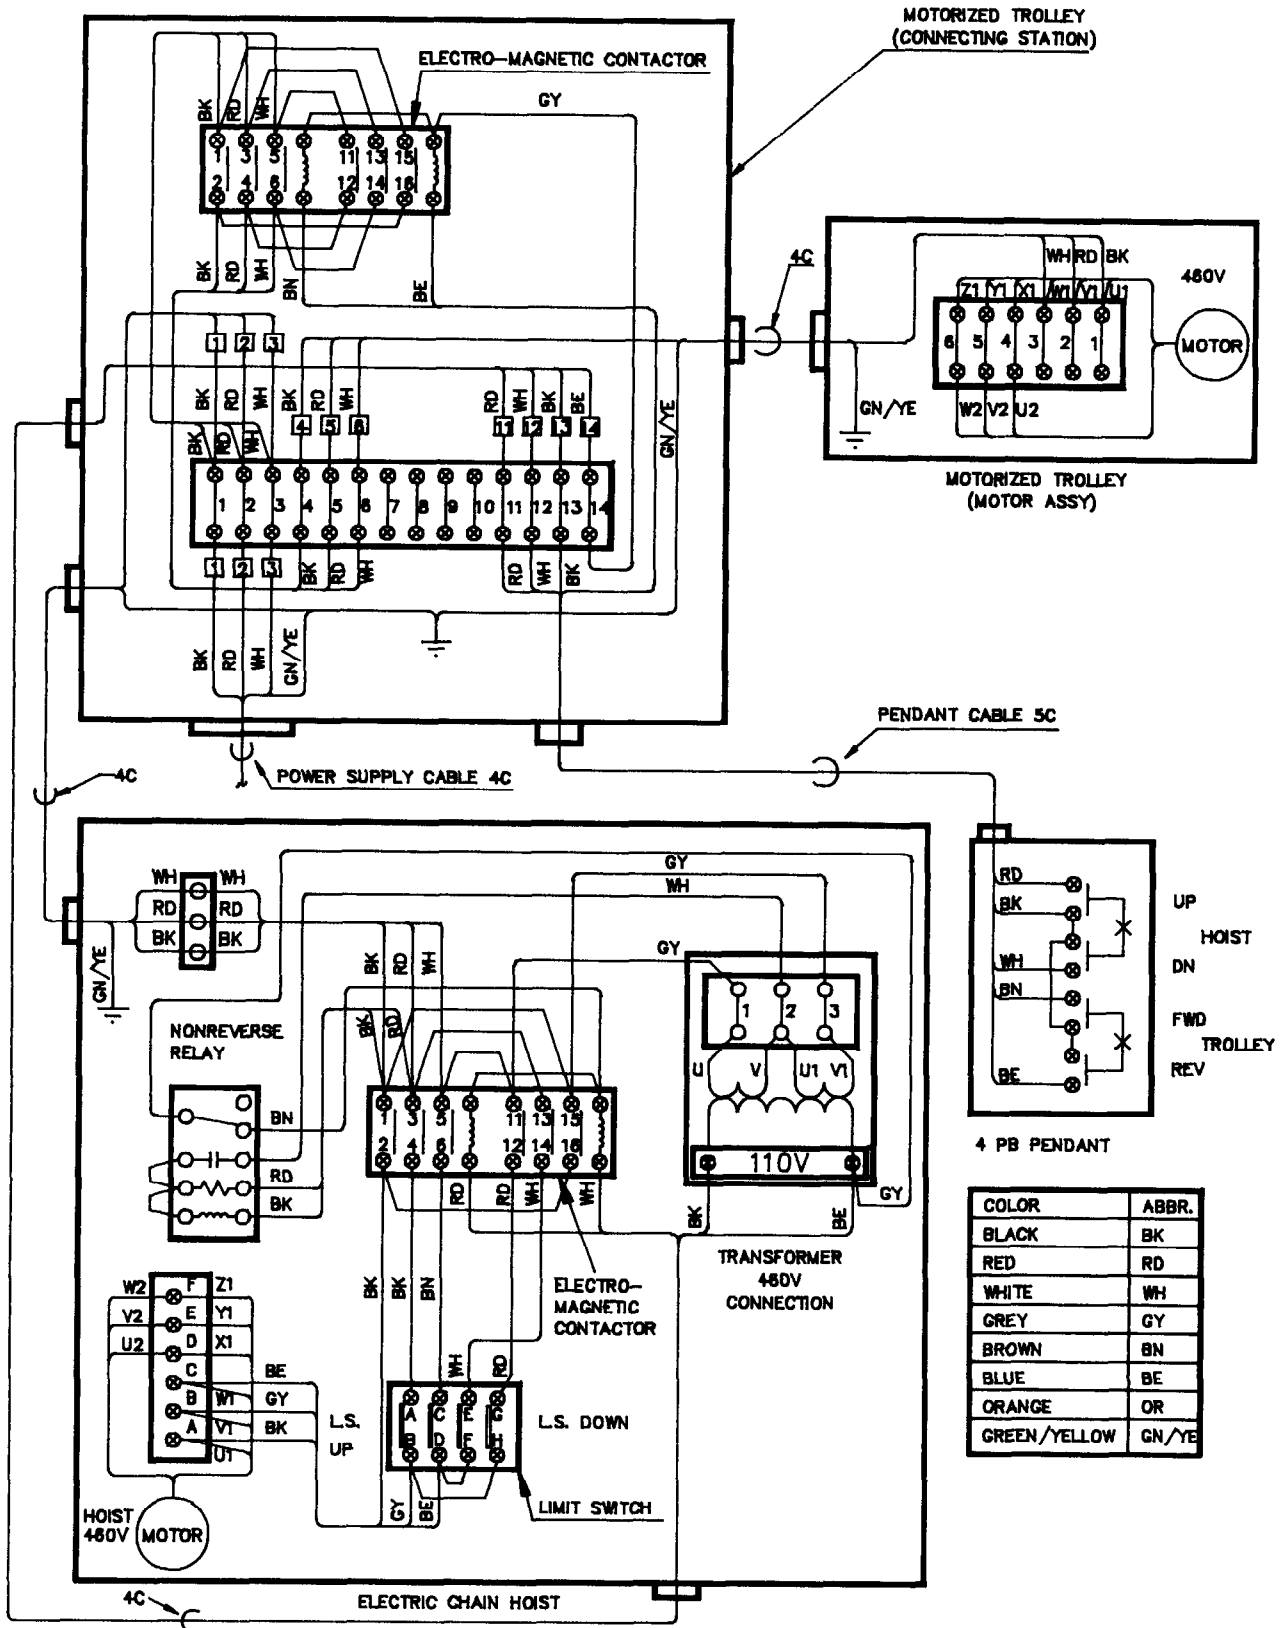 MOTORIZED TROLLEY
(CONNECTING STATION)
ELECTRO-MAGNETIC CONTACTOR
GY
BK RD WH
1 3 5 11 13 15
2 4 6 12 14 16
BK RD WH BN BE
4C
1 2 3
BK RD WH BK RD WH RD WH BK BE
4 5 6 11 12 13 14
BK RD WH
GN/YE
1 2 3 4 5 6 7 8 9 10 11 12 13 14
1 2 3
BK RD WH RD WH BK
BK RD WH GN/YE
WH RD BK
460V
Z1 Y1 X1 W1 V1 U1
6 5 4 3 2 1
MOTOR
W2 V2 U2
GN/YE
MOTORIZED TROLLEY
(MOTOR ASSY)
PENDANT CABLE 5C
4C
POWER SUPPLY CABLE 4C
WH WH
RD RD
BK BK
GN/YE
GY
WH
GY
BK RD WH
BK RD
NONREVERSE
RELAY
BN
RD
BK
1 3 5 11 13 15
2 4 6 12 14 16
RD RD WH WH
1 2 3
U V U1 V1
110V
GY
BK BE
TRANSFORMER
460V
CONNECTION
RD
BK
WH
BN
BE
UP
HOIST
DN
FWD
TROLLEY
REV
4 PB PENDANT
W2 F Z1
V2 E Y1
U2 D X1
C BE
B W1 GY
A V1 BK
U1
L.S.
UP
BK BK BN
ELECTRO-
MAGNETIC
CONTACTOR
WH RD
A C E G
B D F H
L.S. DOWN
GY BE
LIMIT SWITCH
HOIST
460V
MOTOR
4C
ELECTRIC CHAIN HOIST
COLOR ABBR.
BLACK BK
RED RD
WHITE WH
GREY GY
BROWN BN
BLUE BE
ORANGE OR
GREEN/YELLOW GN/YE